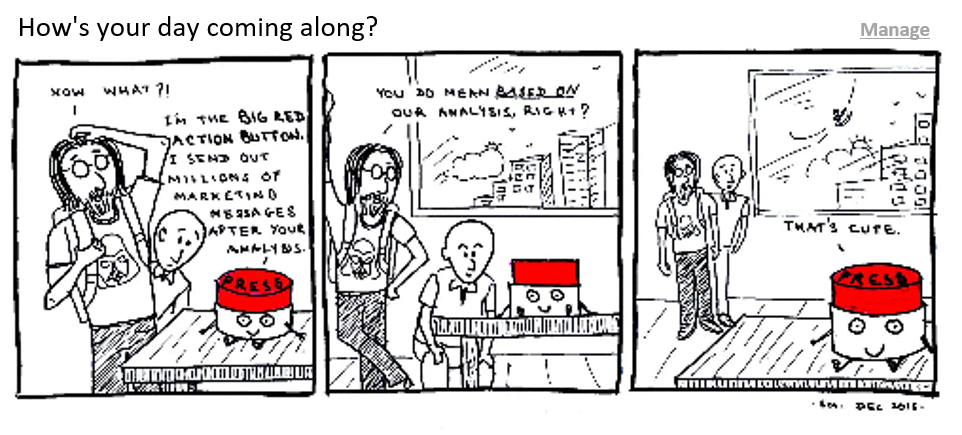 How's your day coming along?
Manage
NOW WHAT?!
I'M THE BIG RED
ACTION BUTTON.
I SEND OUT
MILLIONS OF
MARKETING
MESSAGES
AFTER YOUR
ANALYSIS.
PRESS
YOU DO MEAN BASED ON
OUR ANALYSIS, RIGHT?
THAT'S CUTE.
PRESS
DEC 2015-